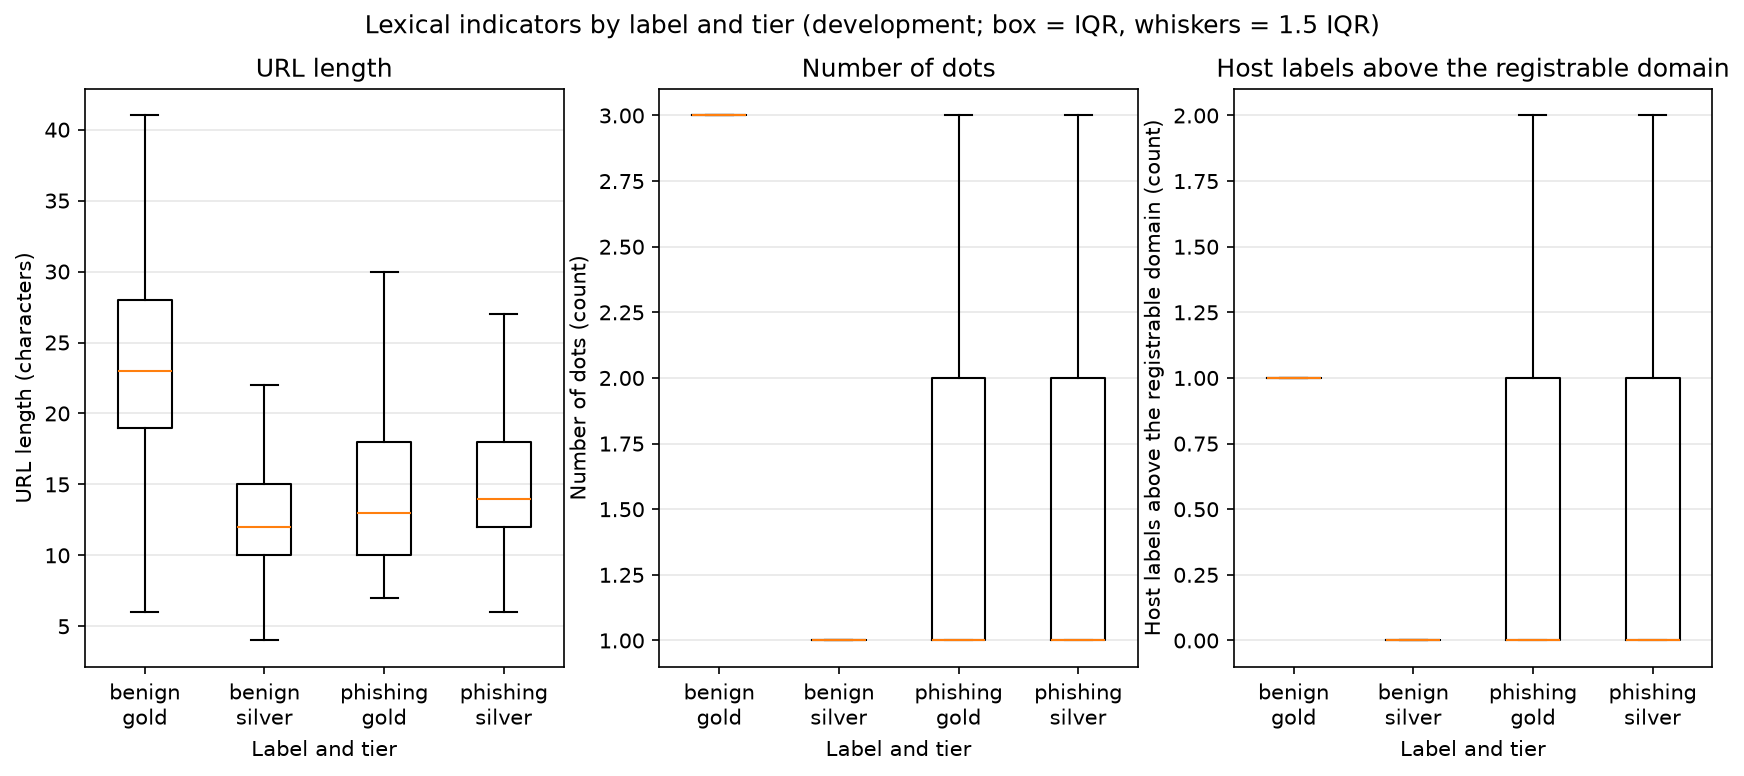 Lexical indicators by label and tier (development; box = IQR, whiskers = 1.5 IQR)
URL length
URL length (characters)
40
35
30
25
20
15
10
5
benign gold
benign silver
phishing gold
phishing silver
Label and tier
Number of dots
Number of dots (count)
3.00
2.75
2.50
2.25
2.00
1.75
1.50
1.25
1.00
benign gold
benign silver
phishing gold
phishing silver
Label and tier
Host labels above the registrable domain
Host labels above the registrable domain (count)
2.00
1.75
1.50
1.25
1.00
0.75
0.50
0.25
0.00
benign gold
benign silver
phishing gold
phishing silver
Label and tier